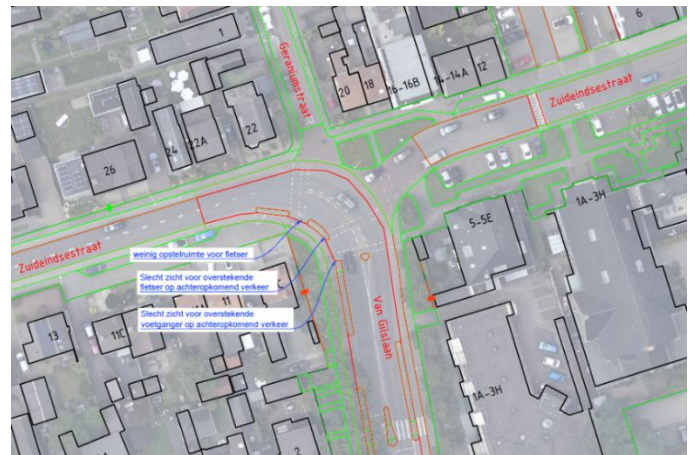 1
6
Geraniumstraat
20
18
16-16B
14-14A
12
Zuideindsestraat
24
22A
22
26
1A-3H
5-5E
weinig opstelruimte voor fietser
Zuideindsestraat
Slecht zicht voor overstekende
fietser op achteropkomend verkeer
Slecht zicht voor overstekende
voetganger op achteropkomend verkeer
Van Gilslaan
13
11C
11
1A-3H
2